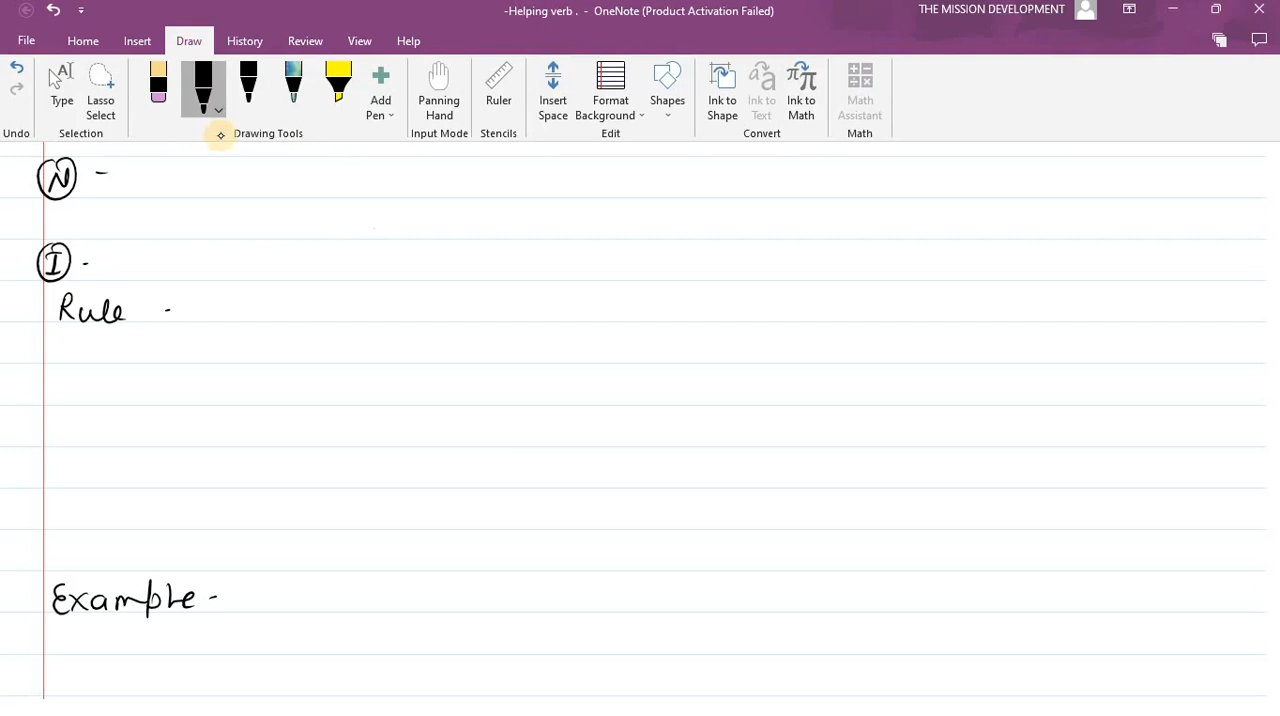 -Helping verb . - OneNote (Product Activation Failed)
THE MISSION DEVELOPMENT
File Home Insert Draw History Review View Help
Type
Lasso Select
Add Pen
Panning Hand
Ruler
Insert Space
Format Background
Shapes
Ink to Shape
Ink to Text
Ink to Math
Math Assistant
Undo Selection Drawing Tools Input Mode Stencils Edit Convert Math
N -
I -
Rule -
Example -